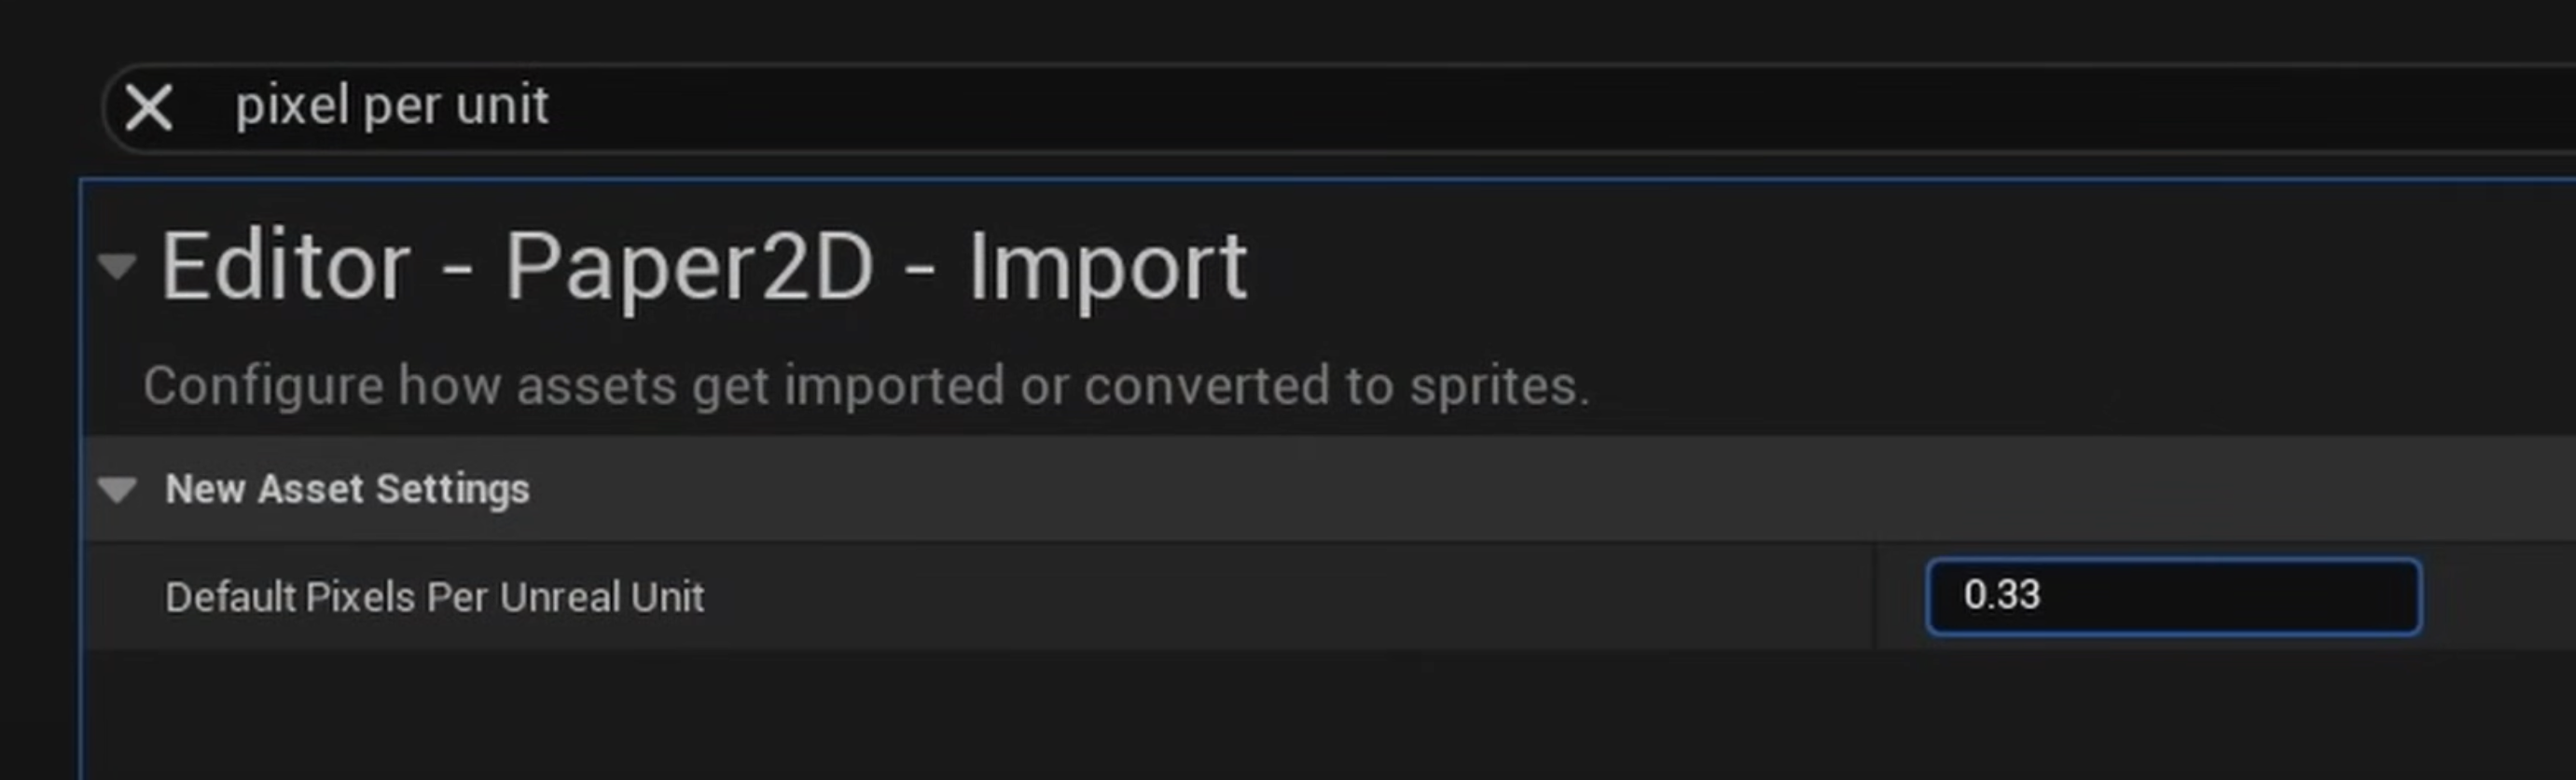 pixel per unit
Editor - Paper2D - Import
Configure how assets get imported or converted to sprites.
New Asset Settings
Default Pixels Per Unreal Unit
0.33